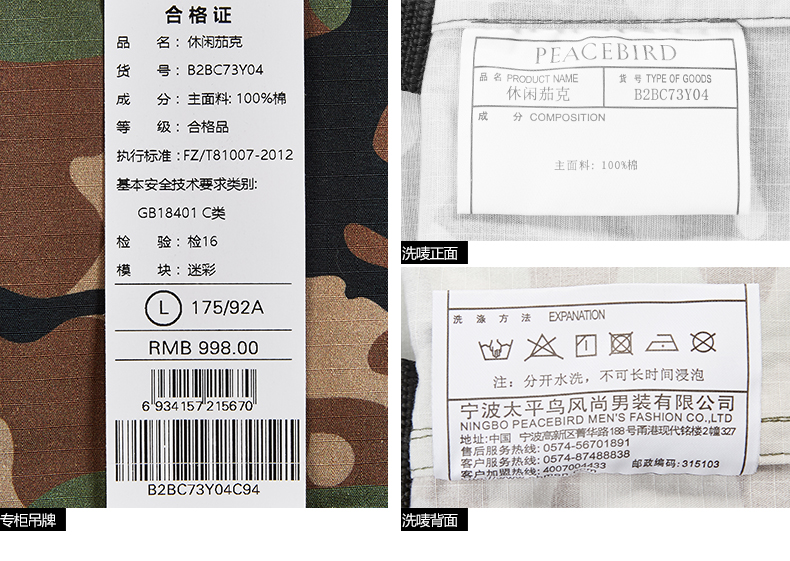 合格证
品 名: 休闲茄克
货 号: B2BC73Y04
成 分: 主面料: 100%棉
等 级: 合格品
执行标准: FZ/T81007-2012
基本安全技术要求类别:
GB18401 C类
检 验: 检16
模 块: 迷彩
L 175/92A
RMB 998.00
6 934157 215670
B2BC73Y04C94
专柜吊牌
PEACEBIRD
品 名 PRODUCT NAME
货 号 TYPE OF GOODS
休闲茄克
B2BC73Y04
成 分 COMPOSITION
主面料: 100%棉
洗唛正面
洗 涤 方 法 EXPANATION
注: 分开水洗, 不可长时间浸泡
宁波太平鸟风尚男装有限公司
NINGBO PEACEBIRD MEN'S FASHION CO.,LTD
地址:中国 宁波高新区菁华路188号甬港现代铭楼2幢327
售后服务热线: 0574-56701891
客户服务热线: 0574-87488838
客户加盟热线: 4007004433 邮政编码: 315103
洗唛背面